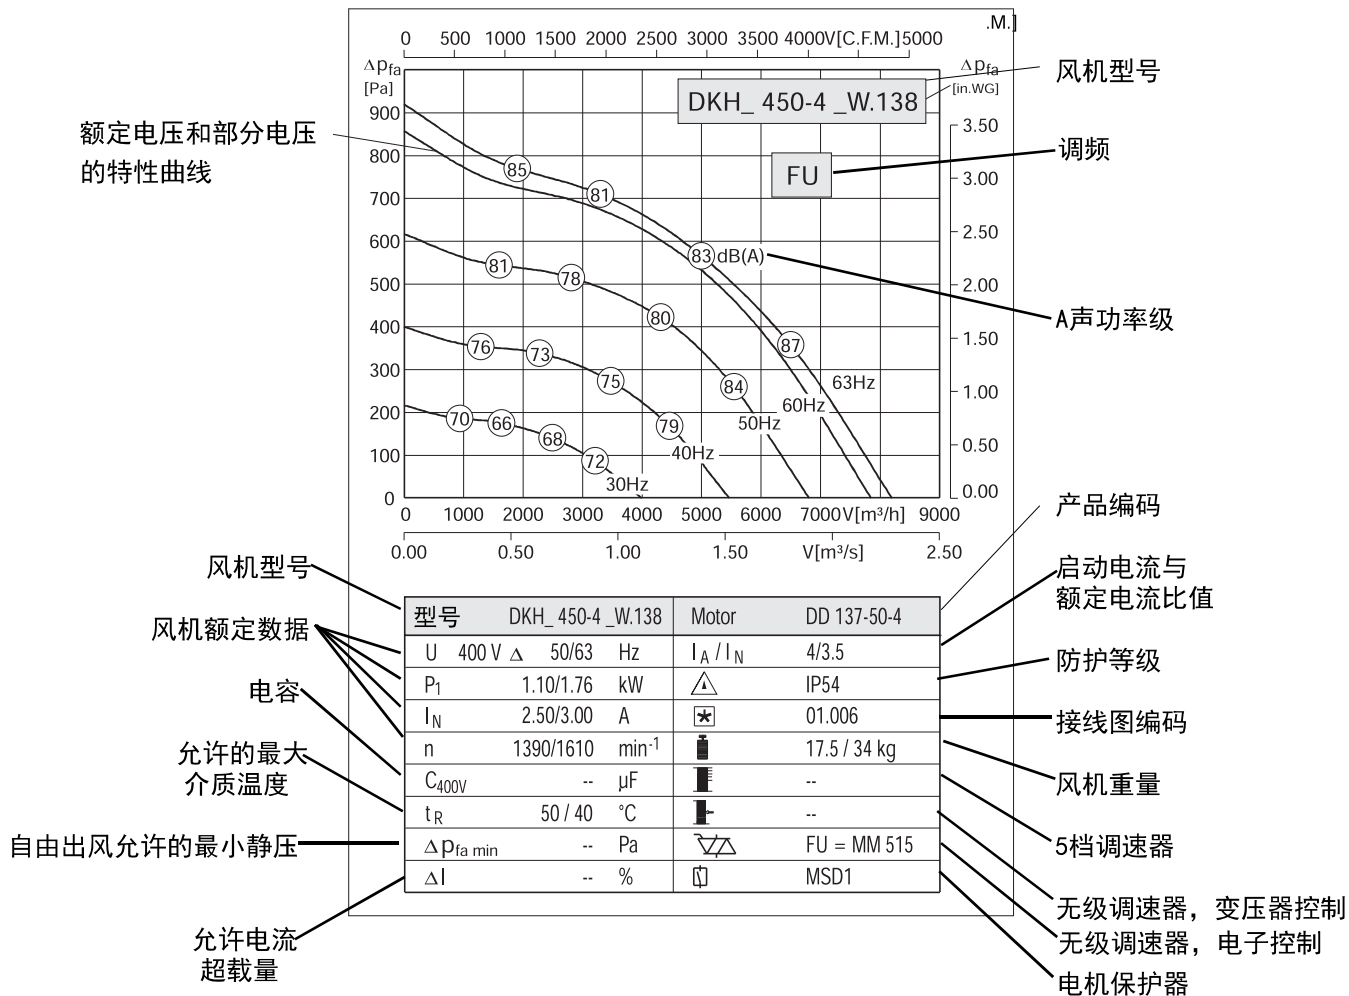 .M.]
0 500 1000 1500 2000 2500 3000 3500 4000V[C.F.M.]5000
Δpfa
[Pa]
Δpfa
[in.WG]
风机型号
DKH_ 450-4 _W.138
额定电压和部分电压
的特性曲线
调频
FU
900
800
700
600
500
400
300
200
100
0
3.50
3.00
2.50
2.00
1.50
1.00
0.50
0.00
85
81
83 dB(A)
87
81
78
80
84
76
73
75
79
70
66
68
72
63Hz
60Hz
50Hz
40Hz
30Hz
A声功率级
0 1000 2000 3000 4000 5000 6000 7000V[m³/h] 9000
0.00 0.50 1.00 1.50 V[m³/s] 2.50
产品编码
风机型号
启动电流与
额定电流比值
风机额定数据
防护等级
电容
接线图编码
允许的最大
介质温度
风机重量
自由出风允许的最小静压
5档调速器
无级调速器，变压器控制
允许电流
超载量
无级调速器，电子控制
电机保护器
型号 DKH_ 450-4 _W.138 Motor DD 137-50-4
U 400 V Δ 50/63 Hz IA / IN 4/3.5
P1 1.10/1.76 kW IP54
IN 2.50/3.00 A 01.006
n 1390/1610 min-1 17.5 / 34 kg
C400V -- µF --
tR 50 / 40 °C --
Δpfa min -- Pa FU = MM 515
ΔI -- % MSD1